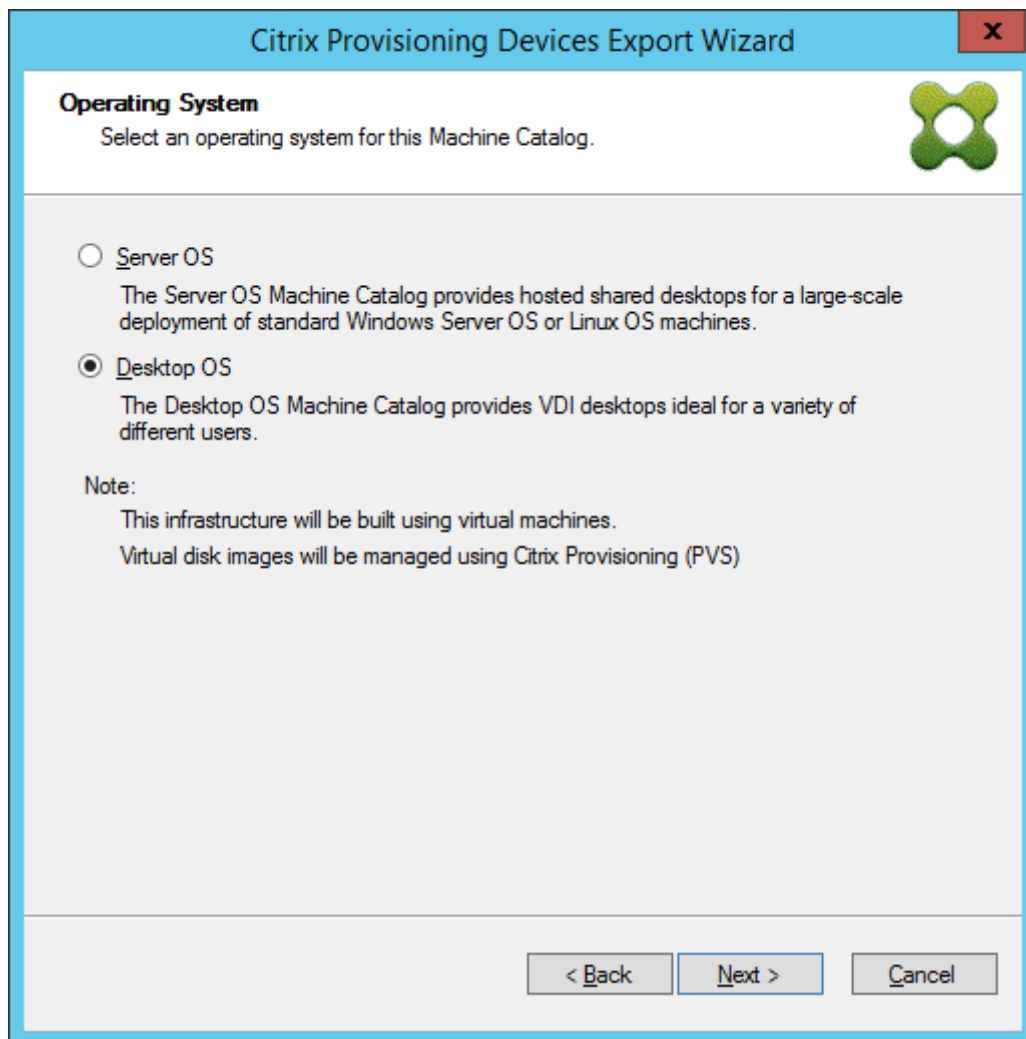 Citrix Provisioning Devices Export Wizard
x
Operating System
Select an operating system for this Machine Catalog.
Server OS
The Server OS Machine Catalog provides hosted shared desktops for a large-scale
deployment of standard Windows Server OS or Linux OS machines.
Desktop OS
The Desktop OS Machine Catalog provides VDI desktops ideal for a variety of
different users.
Note:
This infrastructure will be built using virtual machines.
Virtual disk images will be managed using Citrix Provisioning (PVS)
< Back
Next >
Cancel